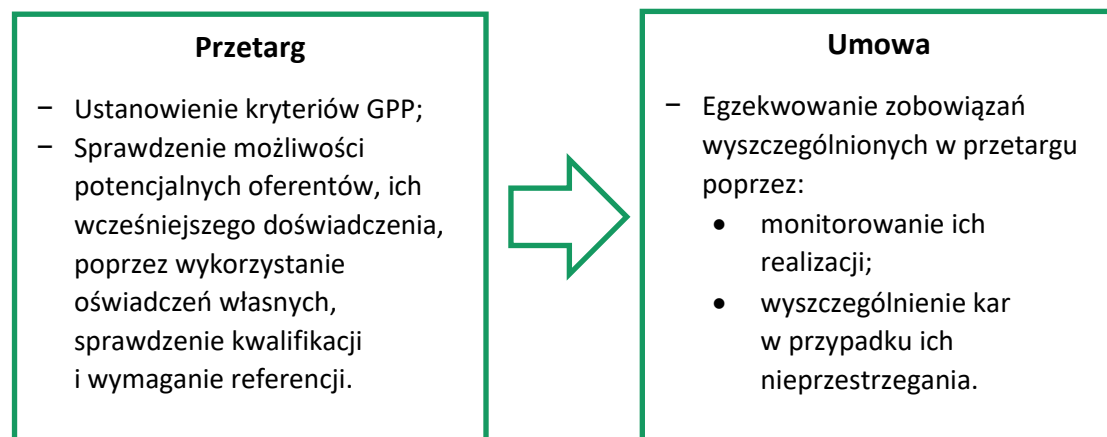 Przetarg
− Ustanowienie kryteriów GPP;
− Sprawdzenie możliwości
potencjalnych oferentów, ich
wcześniejszego doświadczenia,
poprzez wykorzystanie
oświadczeń własnych,
sprawdzenie kwalifikacji
i wymaganie referencji.
Umowa
− Egzekwowanie zobowiązań
wyszczególnionych w przetargu
poprzez:
• monitorowanie ich
realizacji;
• wyszczególnienie kar
w przypadku ich
nieprzestrzegania.